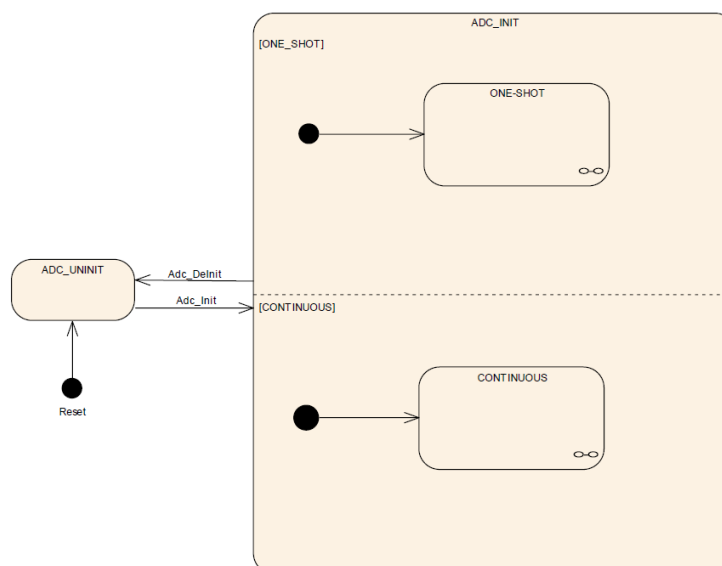 ADC_INIT
[ONE_SHOT]
ONE-SHOT
ADC_UNINIT
Adc_DeInit
Adc_Init
[CONTINUOUS]
CONTINUOUS
Reset